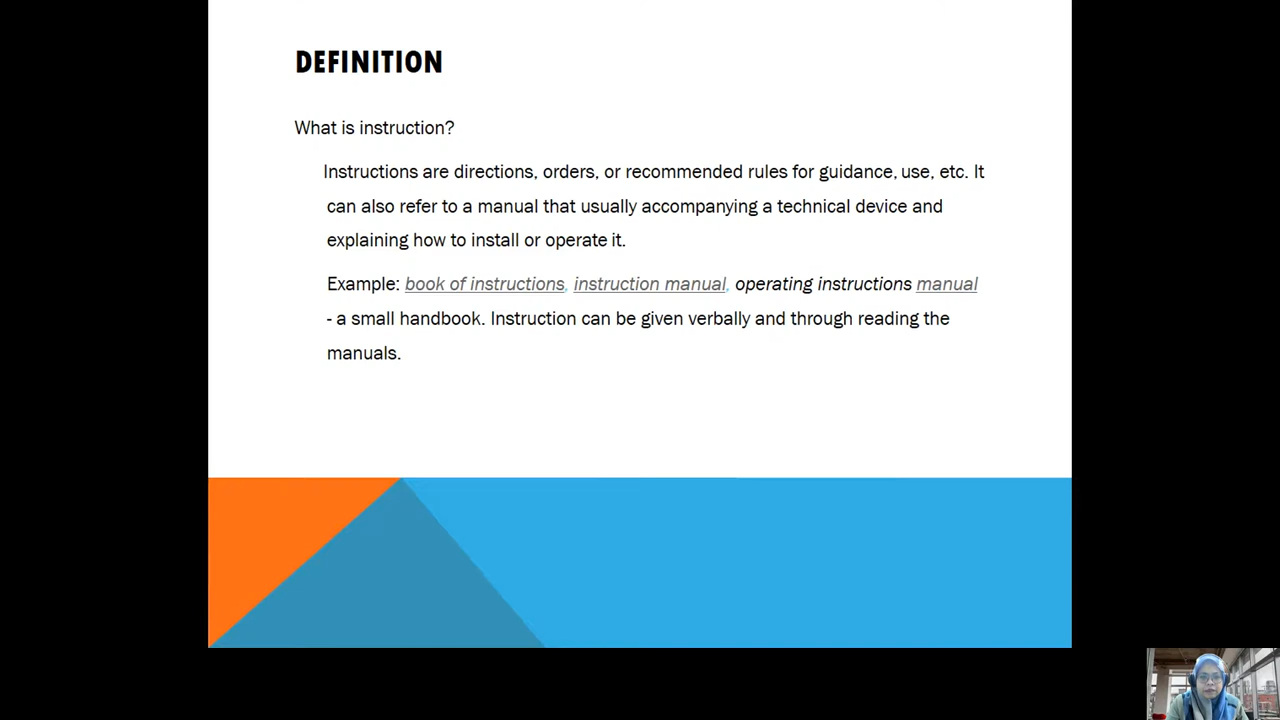 DEFINITION
What is instruction?
Instructions are directions, orders, or recommended rules for guidance, use, etc. It
can also refer to a manual that usually accompanying a technical device and
explaining how to install or operate it.
Example: book of instructions, instruction manual, operating instructions manual
- a small handbook. Instruction can be given verbally and through reading the
manuals.